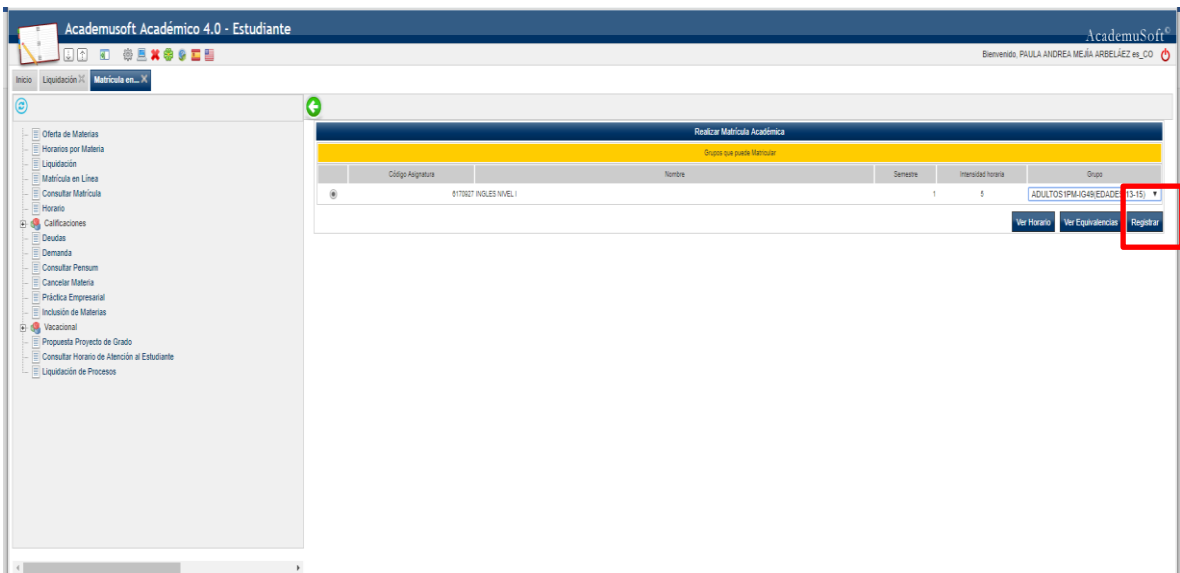 Academusoft Académico 4.0 - Estudiante
AcademuSoft©
Bienvenido, PAULA ANDREA MEJÍA ARBELÁEZ es_CO
Inicio Liquidación X Matrícula en... X
Oferta de Materias
Horarios por Materia
Liquidación
Matrícula en Línea
Consultar Matrícula
Horario
Calificaciones
Deudas
Demanda
Consultar Pensum
Cancelar Materia
Práctica Empresarial
Inclusión de Materias
Vacacional
Propuesta Proyecto de Grado
Consultar Horario de Atención al Estudiante
Liquidación de Procesos
Realizar Matrícula Académica
Grupos que puede Matricular
Código Asignatura Nombre Semestre Intensidad horaria Grupo
6170927 INGLES NIVEL I 1 ADULTOS1PM-IG49(EDADES 13-15)
Ver Horario Ver Equivalencias Registrar